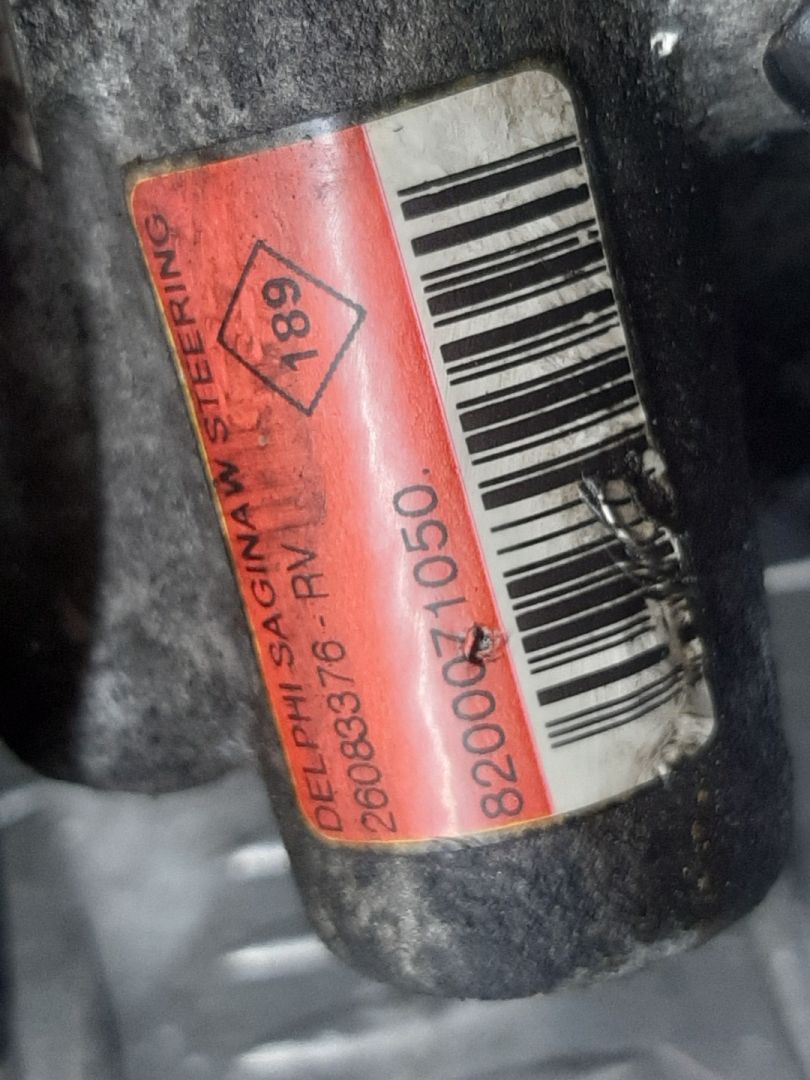 DELPHI SAGINAW STEERING
26083376 - RV
189
8200071050.